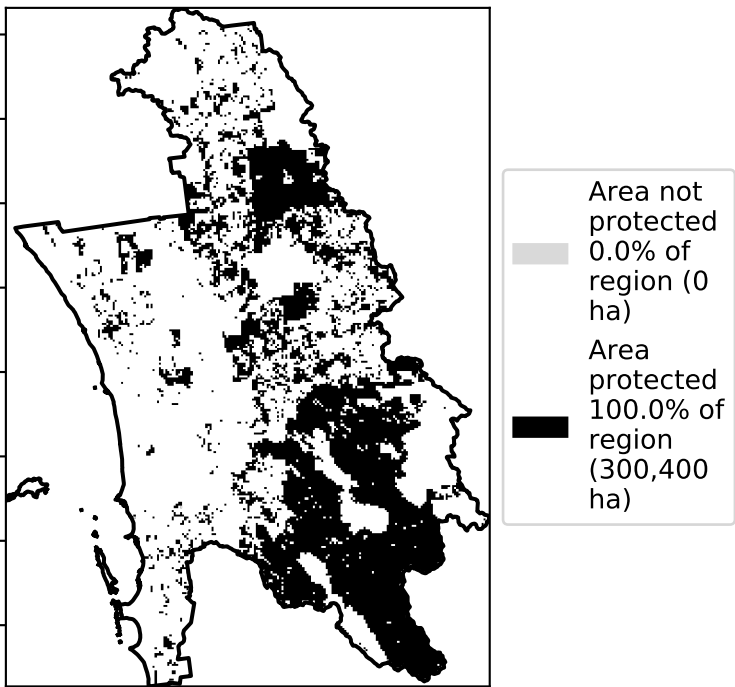 Area not
protected
0.0% of
region (0
ha)
Area
protected
100.0% of
region
(300,400
ha)